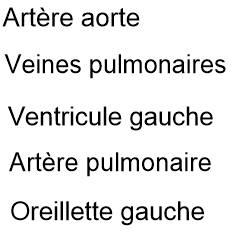 Artère aorte
Veines pulmonaires
Ventricule gauche
Artère pulmonaire
Oreillette gauche